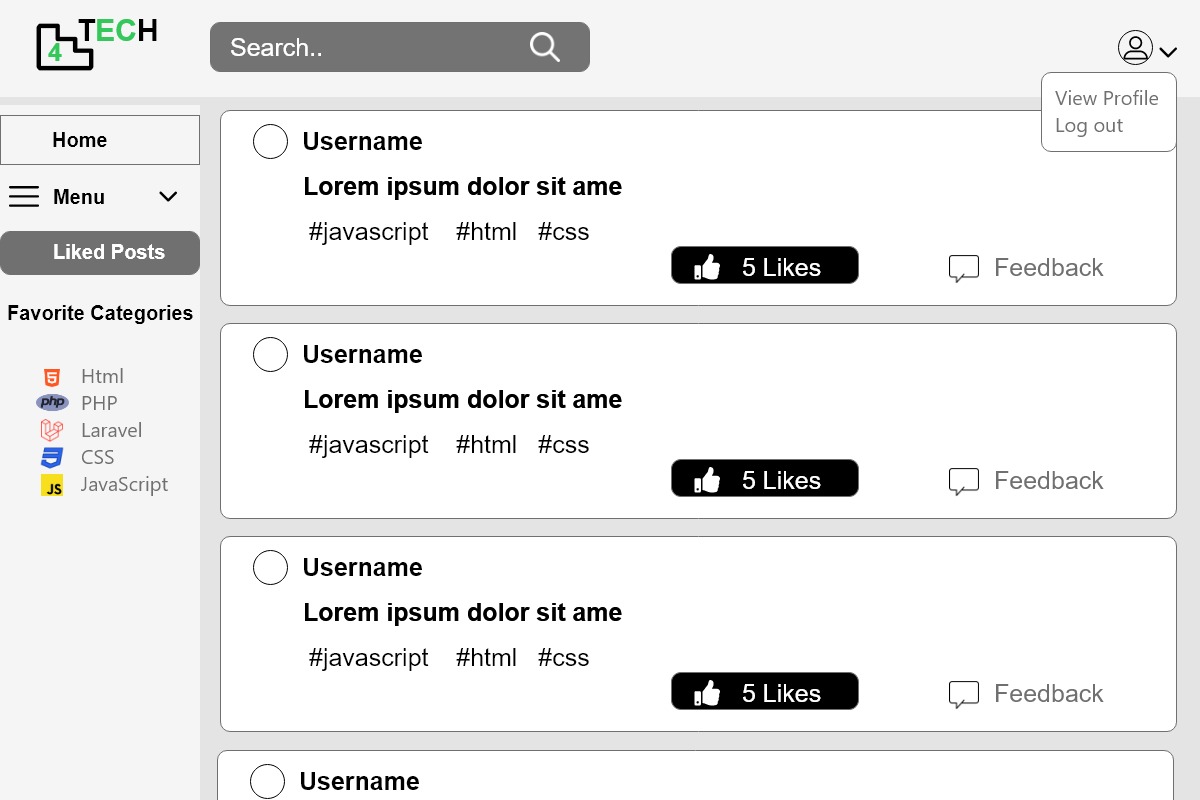 4 TECH
Search..
View Profile
Log out
Home
Menu
Liked Posts
Favorite Categories
Html
php PHP
Laravel
CSS
JS JavaScript
Username
Lorem ipsum dolor sit ame
#javascript #html #css
5 Likes Feedback
Username
Lorem ipsum dolor sit ame
#javascript #html #css
5 Likes Feedback
Username
Lorem ipsum dolor sit ame
#javascript #html #css
5 Likes Feedback
Username